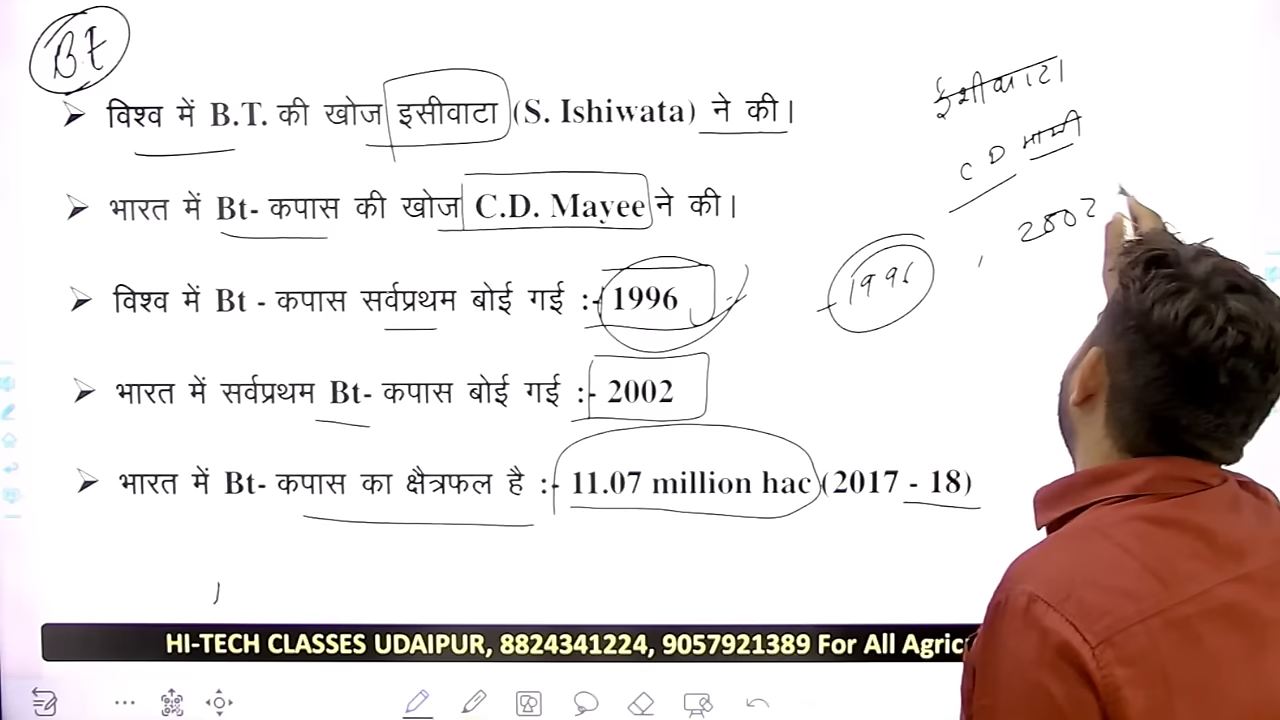 Bt
➢ विश्व में B.T. की खोज इसीवाटा (S. Ishiwata) ने की।
➢ भारत में Bt- कपास की खोज C.D. Mayee ने की।
➢ विश्व में Bt - कपास सर्वप्रथम बोई गई :- 1996
➢ भारत में सर्वप्रथम Bt- कपास बोई गई :- 2002
➢ भारत में Bt- कपास का क्षैत्रफल है :- 11.07 million hac (2017 - 18)
ईशीवाटा
C D मायी
2002
1996
HI-TECH CLASSES UDAIPUR, 8824341224, 9057921389 For All Agric